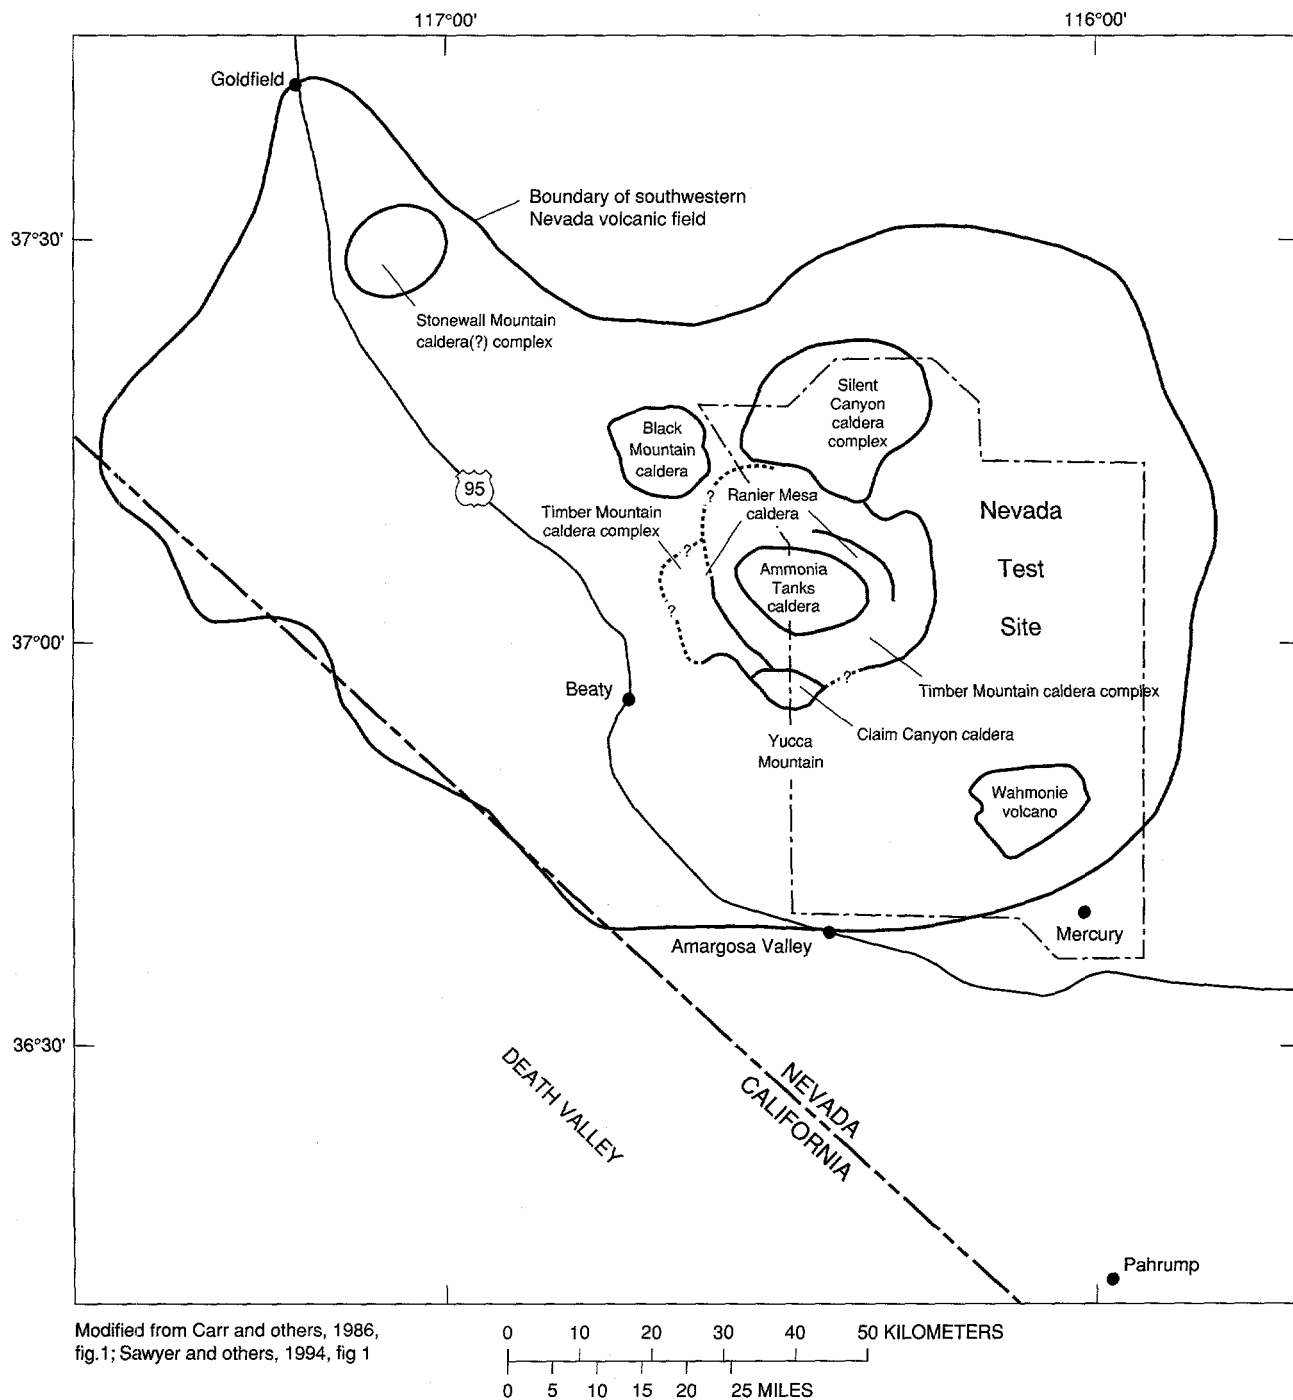 117°00'
116°00'
Goldfield
Boundary of southwestern
Nevada volcanic field
37°30'
Stonewall Mountain
caldera(?) complex
Silent
Canyon
caldera
complex
Black
Mountain
caldera
95
Ranier Mesa
caldera
?
Timber Mountain
caldera complex
?
Nevada
Test
Site
Ammonia
Tanks
caldera
?
37°00'
Beaty
?
Timber Mountain caldera complex
Claim Canyon caldera
Yucca
Mountain
Wahmonie
volcano
Mercury
Amargosa Valley
36°30'
DEATH VALLEY
NEVADA
CALIFORNIA
Pahrump
Modified from Carr and others, 1986,
fig.1; Sawyer and others, 1994, fig 1
0 10 20 30 40 50 KILOMETERS
0 5 10 15 20 25 MILES